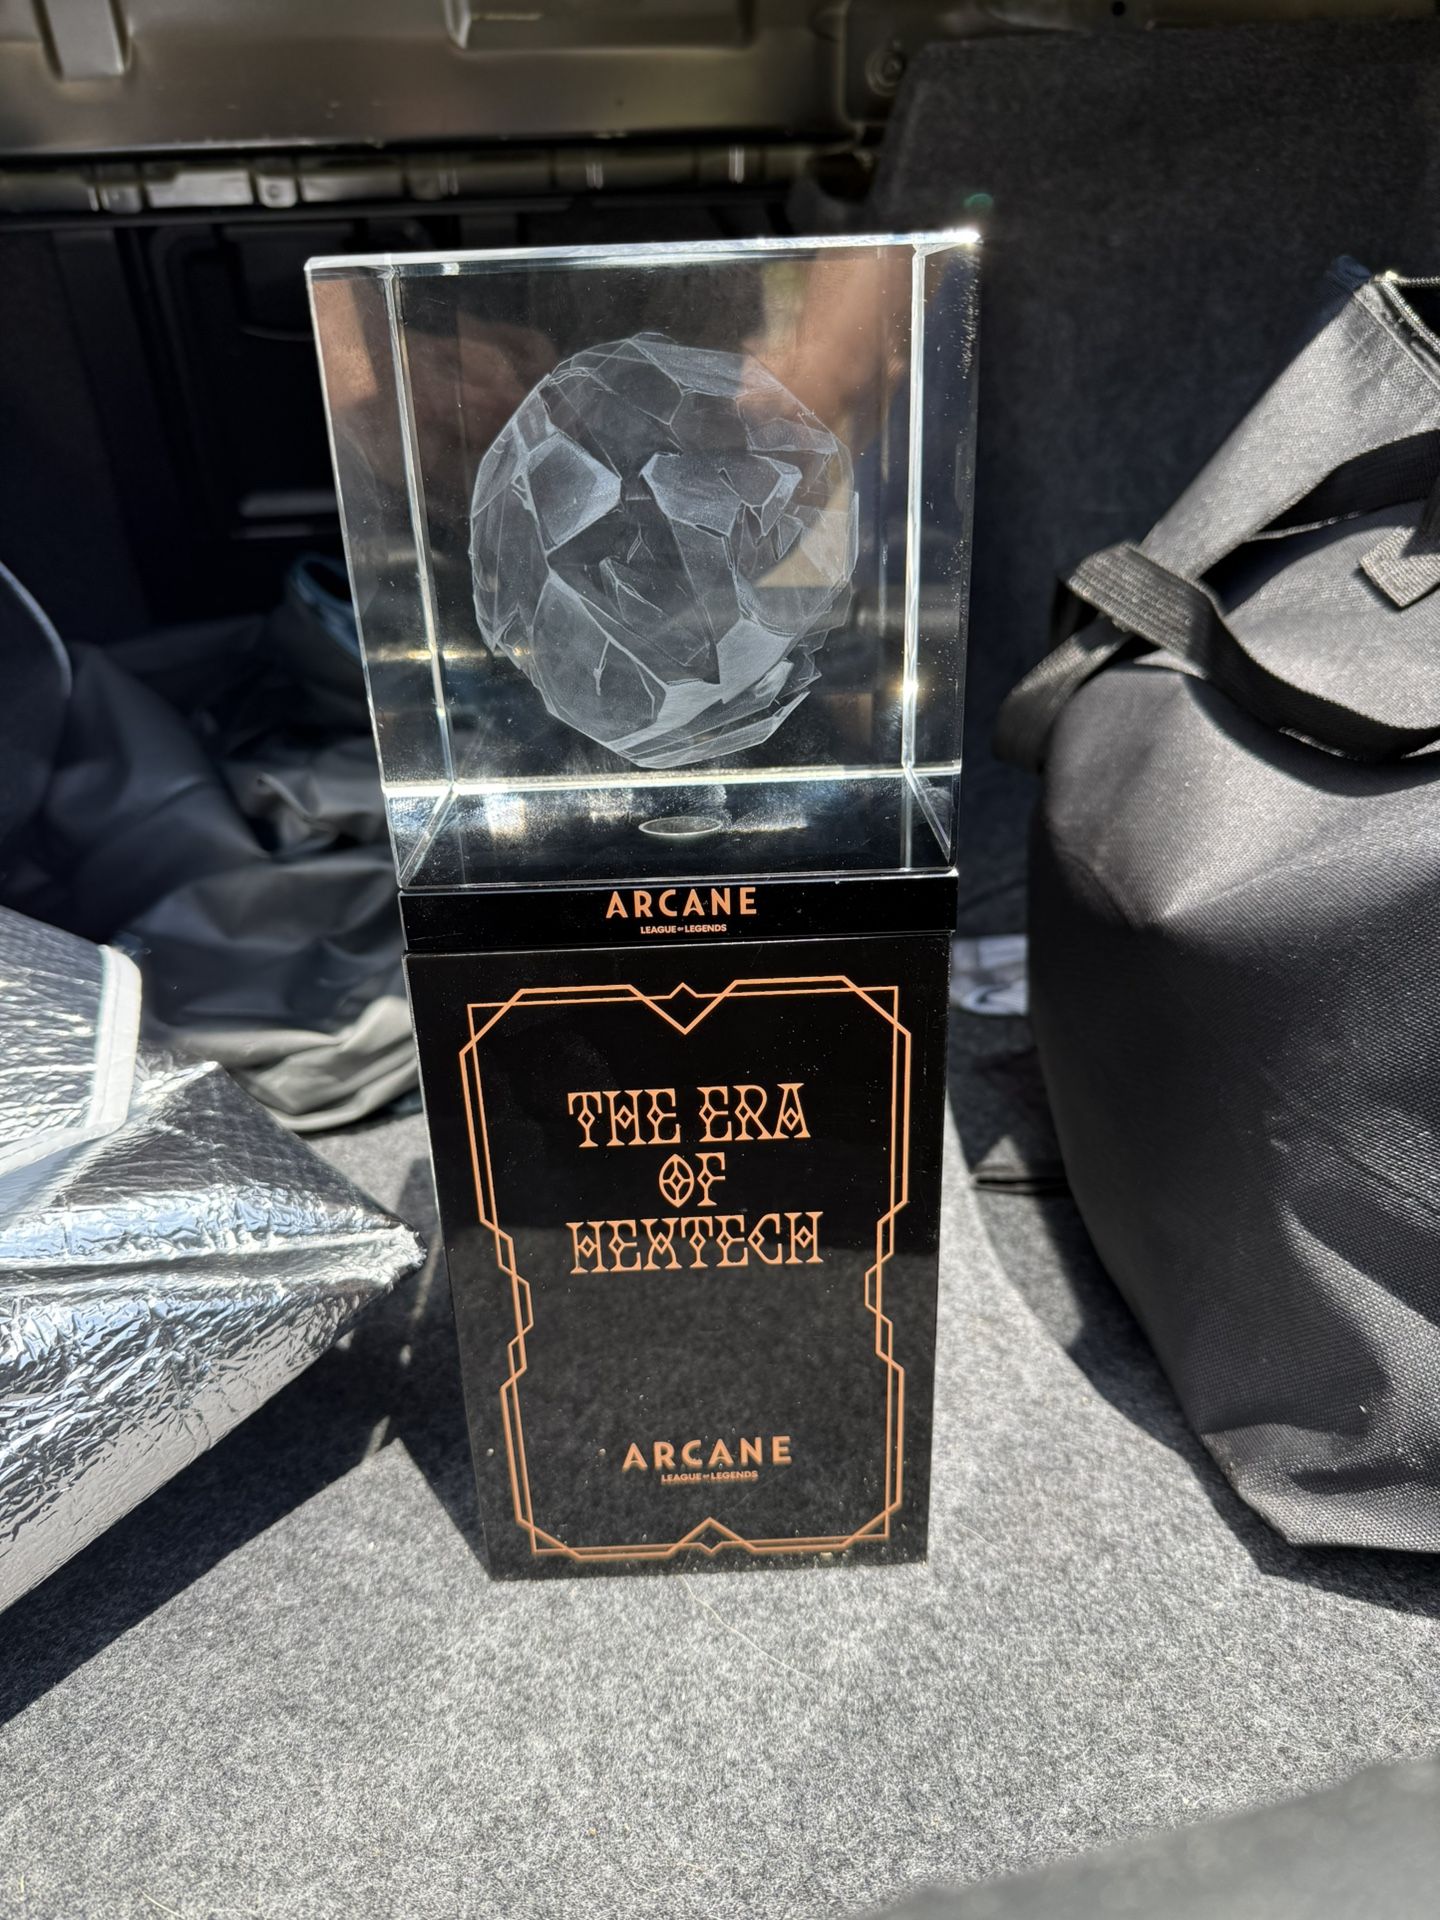 ARCANE
LEAGUE OF LEGENDS
THE ERA
OF
HEXTECH
ARCANE
LEAGUE OF LEGENDS